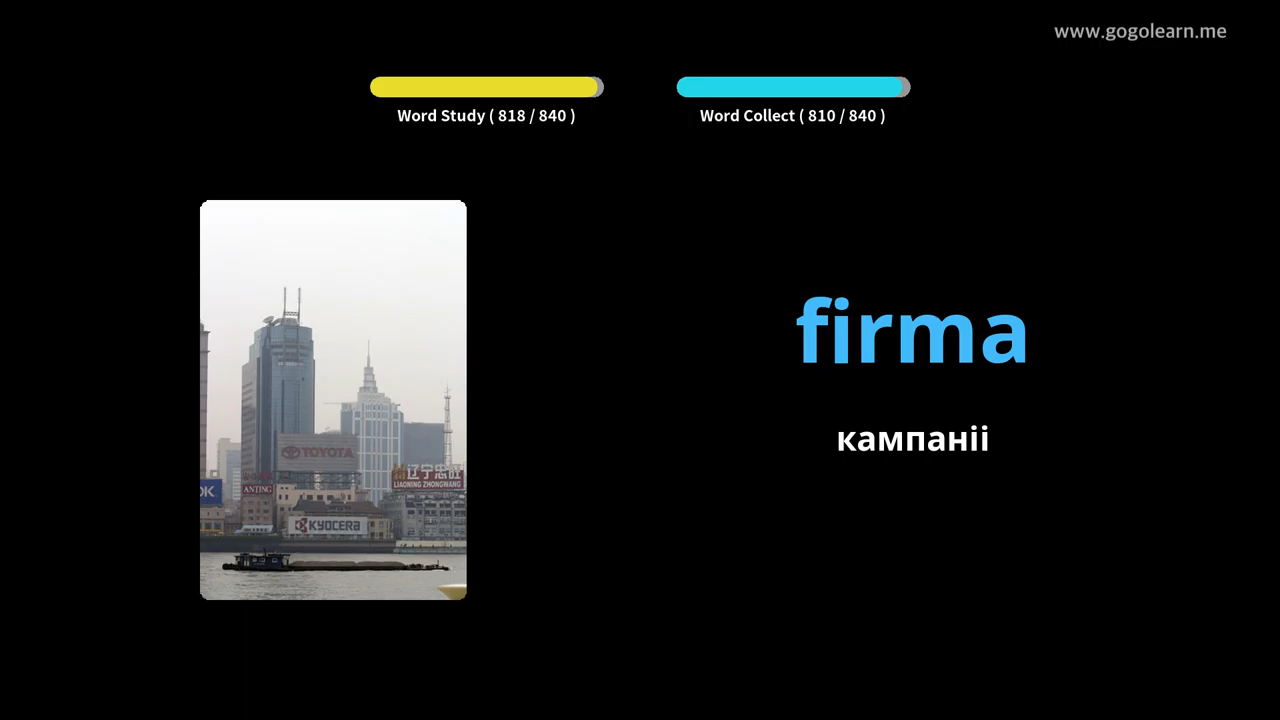 www.gogolearn.me
Word Study ( 818 / 840 )
Word Collect ( 810 / 840 )
firma
кампаніі
TOYOTA
辽宁忠旺
LIAONING ZHONGWANG
ANTING
OK
KYOCERA